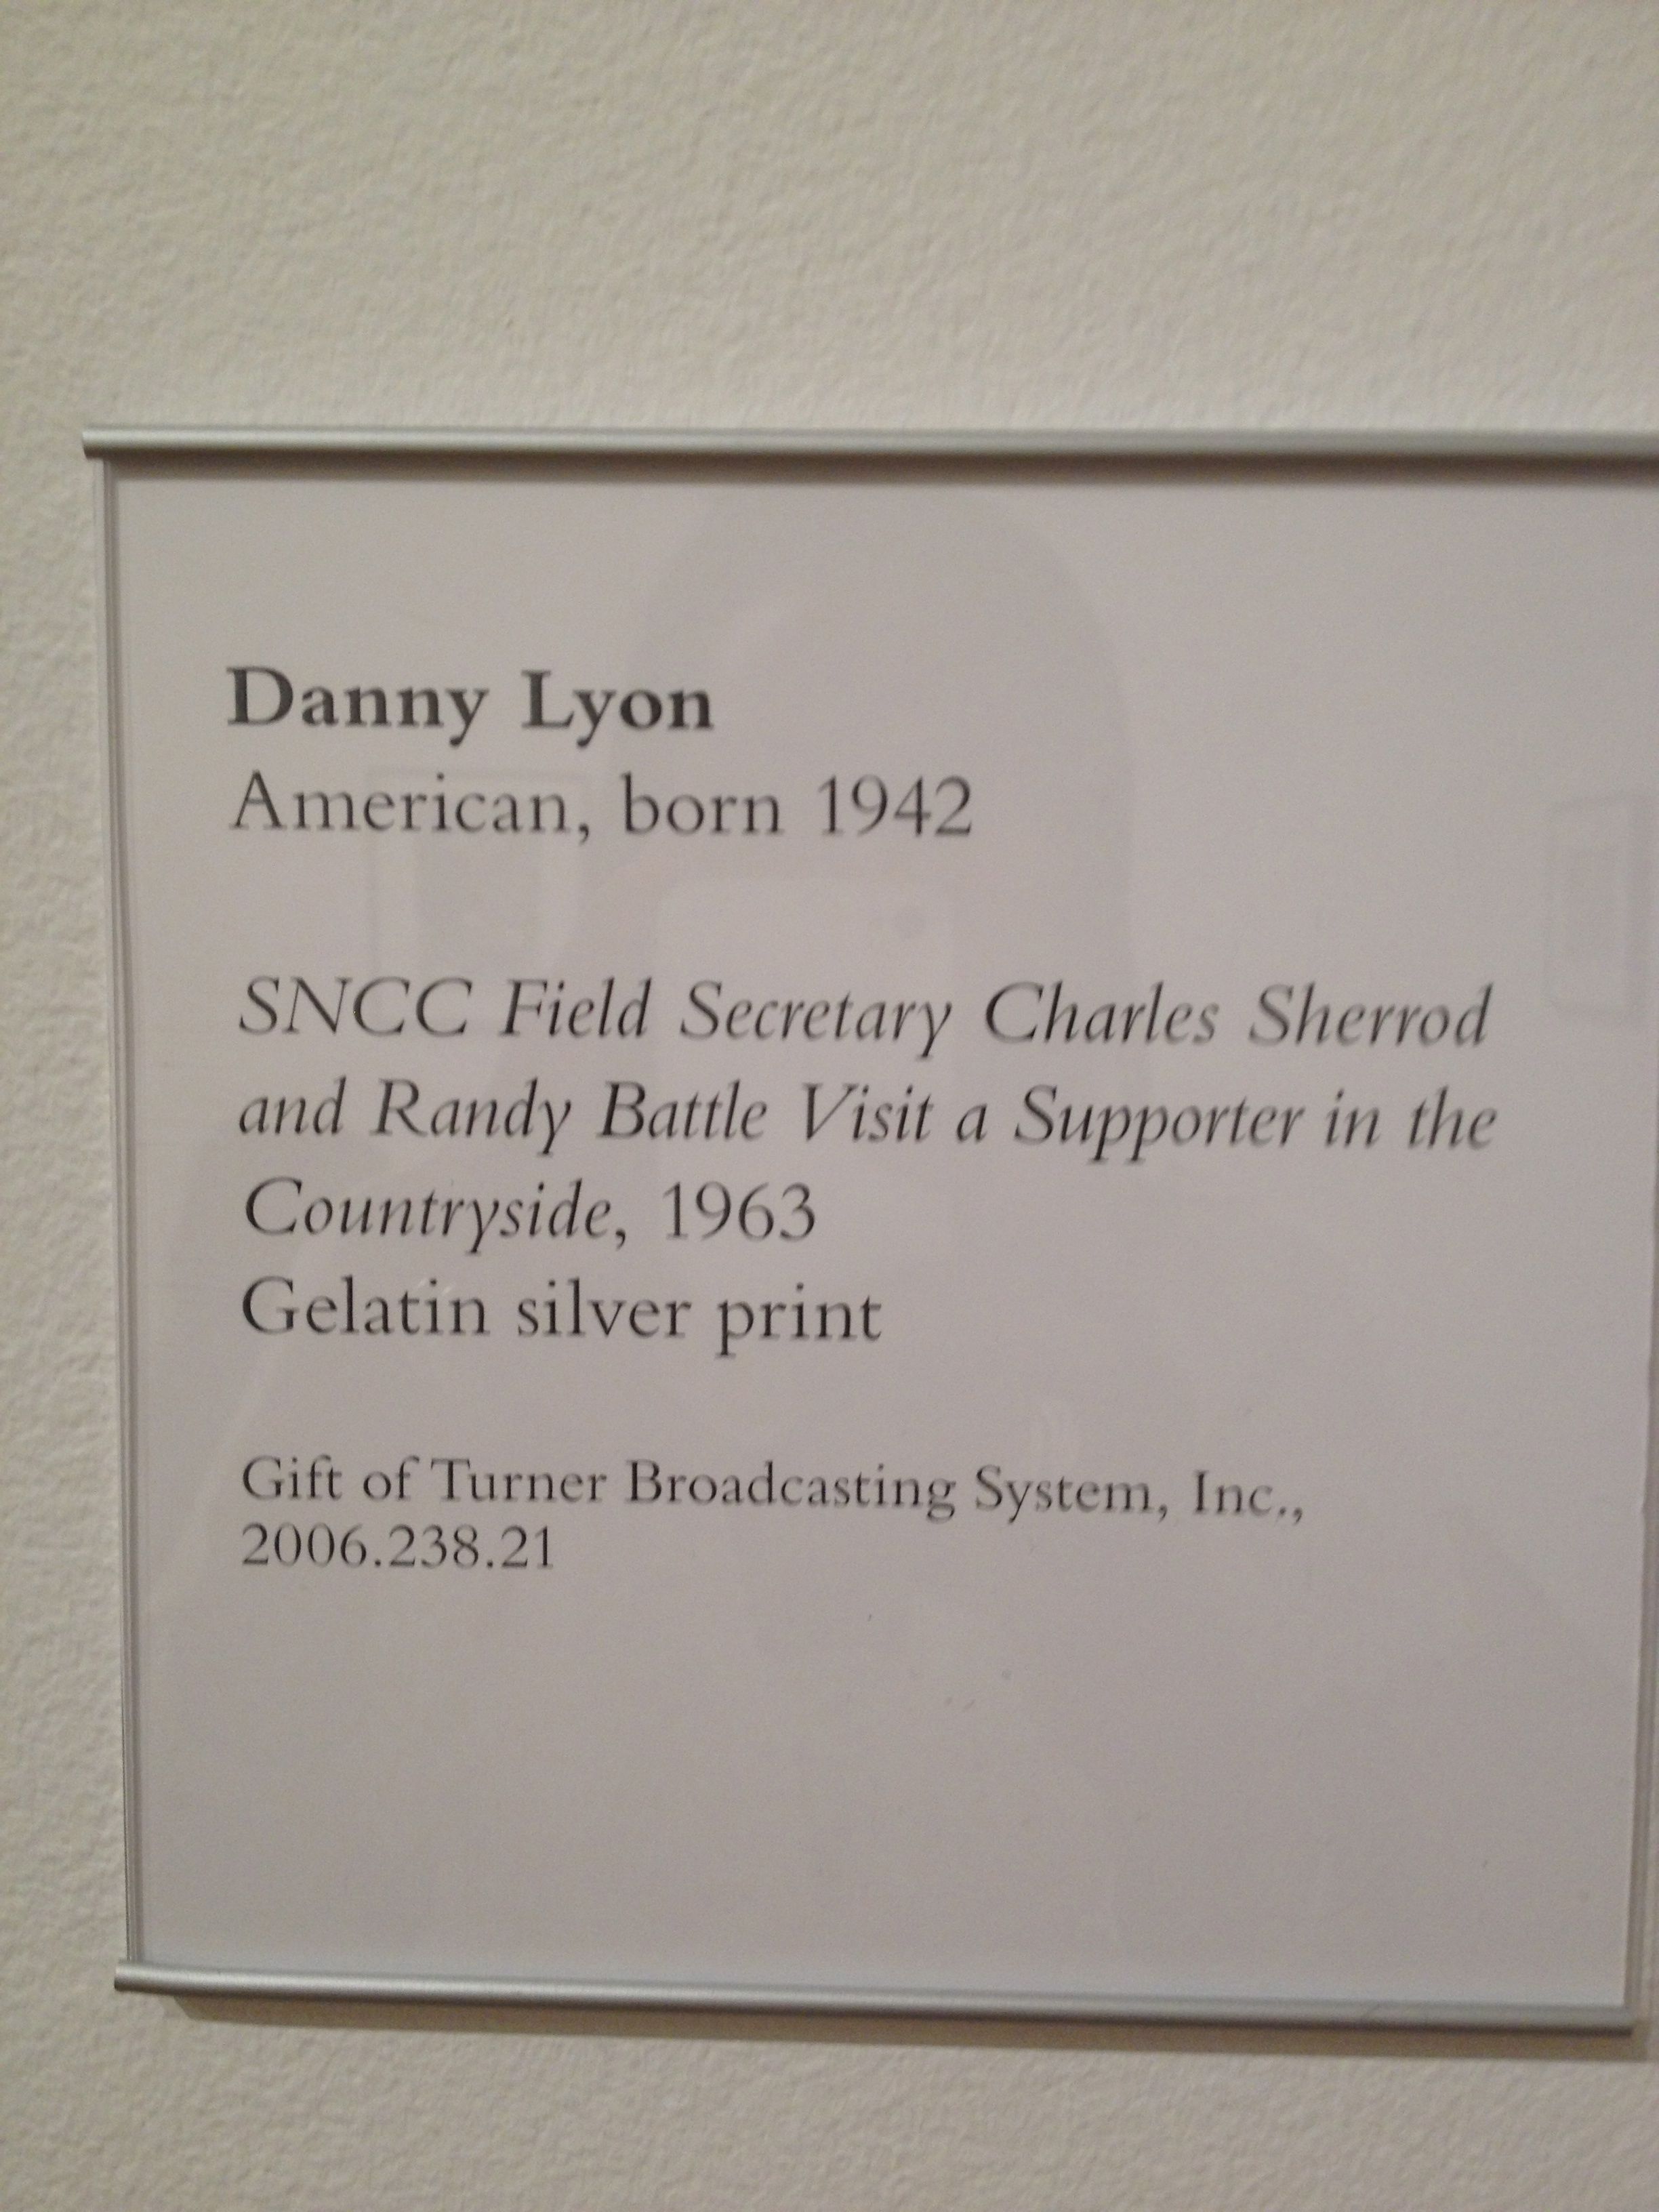 Danny Lyon
American, born 1942
SNCC Field Secretary Charles Sherrod
and Randy Battle Visit a Supporter in the
Countryside, 1963
Gelatin silver print
Gift of Turner Broadcasting System, Inc.,
2006.238.21